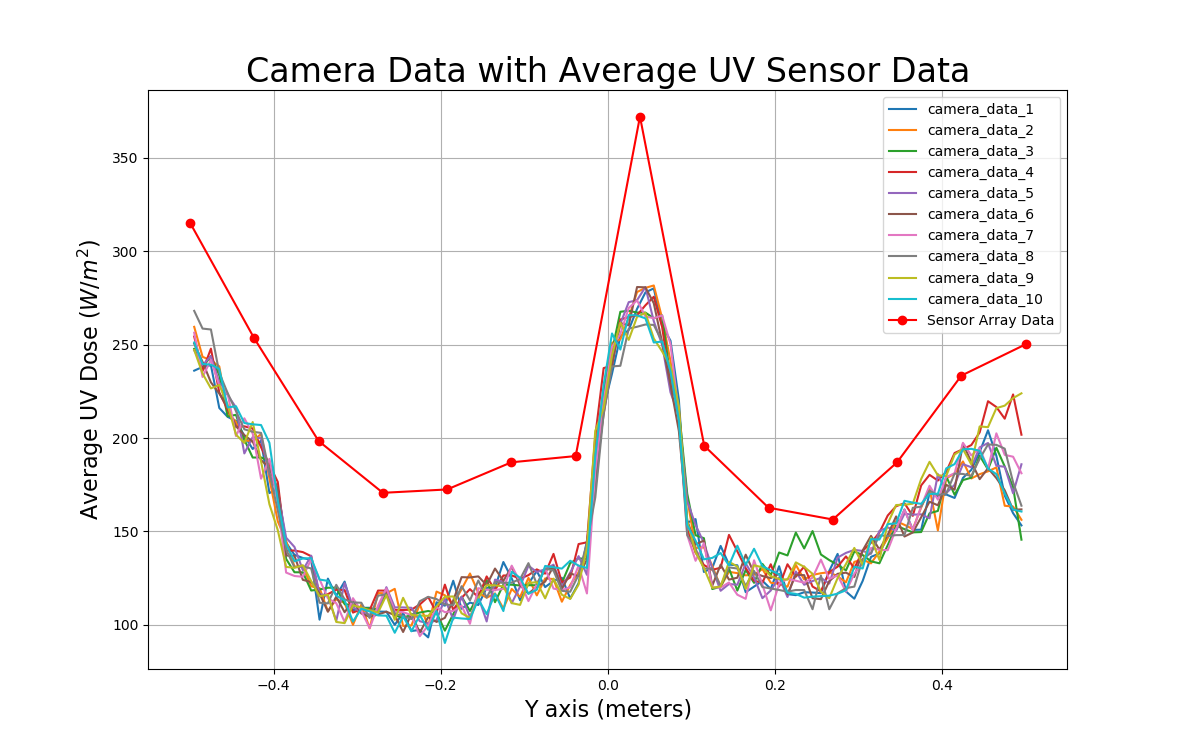 Camera Data with Average UV Sensor Data
camera_data_1
camera_data_2
camera_data_3
camera_data_4
camera_data_5
camera_data_6
camera_data_7
camera_data_8
camera_data_9
camera_data_10
Sensor Array Data
Average UV Dose (W/m²)
350
300
250
200
150
100
−0.4
−0.2
0.0
0.2
0.4
Y axis (meters)